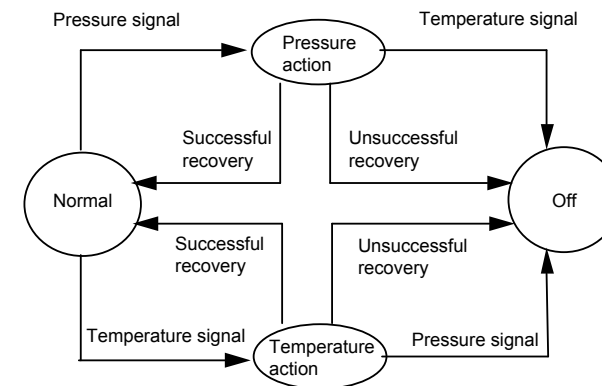 Pressure signal
Temperature signal
Pressure
action
Successful
recovery
Unsuccessful
recovery
Normal
Off
Successful
recovery
Unsuccessful
recovery
Temperature signal
Temperature
action
Pressure signal